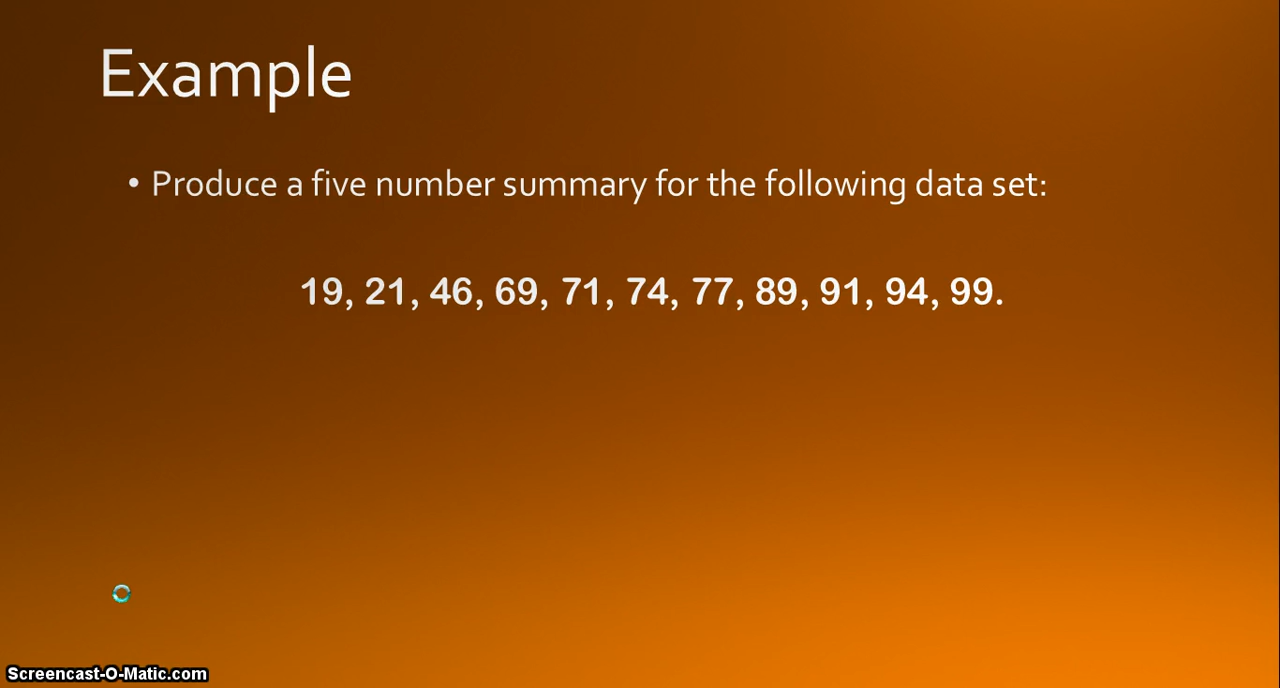 Example
• Produce a five number summary for the following data set:
19, 21, 46, 69, 71, 74, 77, 89, 91, 94, 99.
Screencast-O-Matic.com